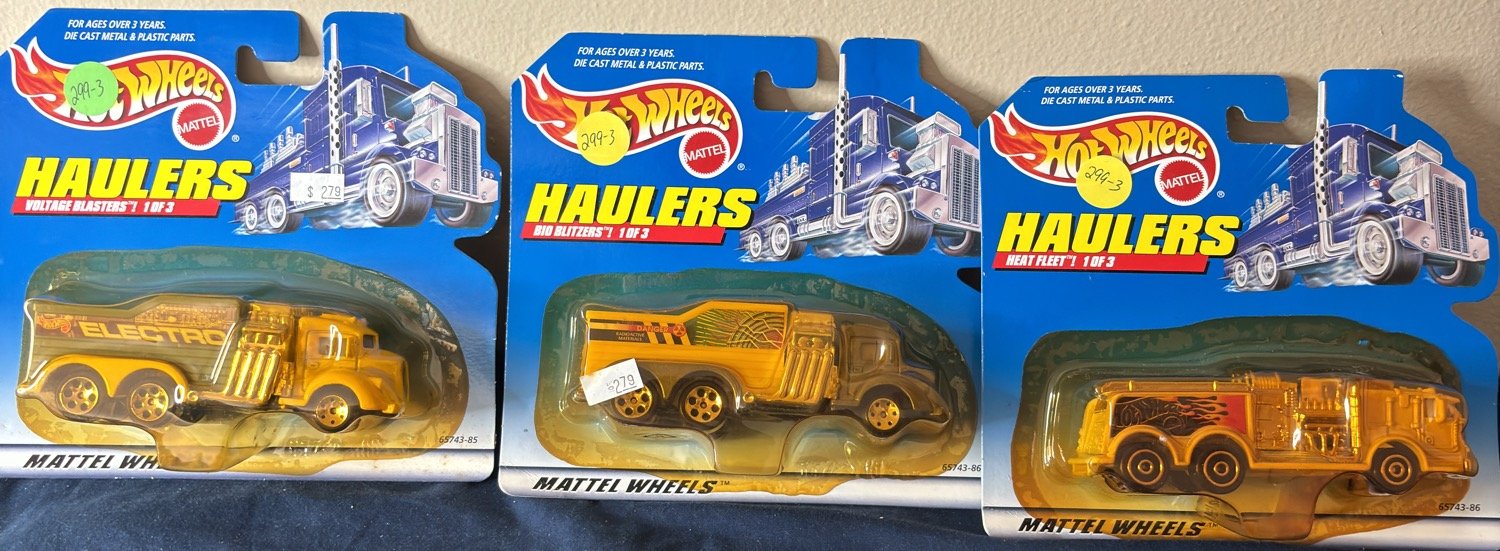 FOR AGES OVER 3 YEARS.
DIE CAST METAL & PLASTIC PARTS.
299-3
Hot Wheels
MATTEL
®
HAULERS
$ 279
VOLTAGE BLASTERS™! 1 OF 3
ELECTRO
65743-85
MATTEL WH
FOR AGES OVER 3 YEARS.
DIE CAST METAL & PLASTIC PARTS.
299-3
Hot Wheels
MATTEL
®
HAULERS
BIO BLITZERS™! 1 OF 3
DANGER
RADIOACTIVE
MATERIALS
$279
65743-86
MATTEL WHEELS™
FOR AGES OVER 3 YEARS.
DIE CAST METAL & PLASTIC PARTS.
Hot Wheels
299-3
MATTEL
®
HAULERS
HEAT FLEET™! 1 OF 3
65743-86
MATTEL WHEELS™